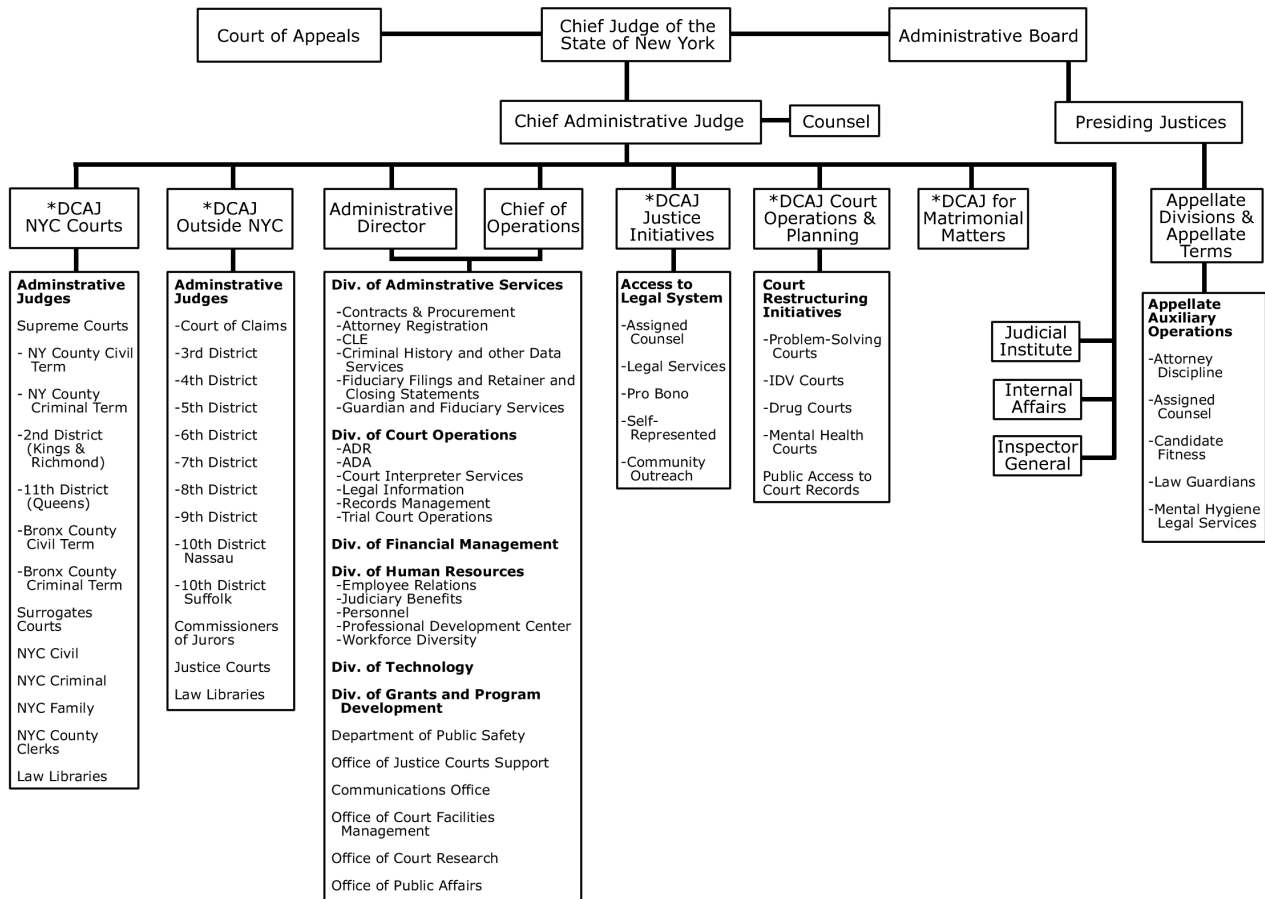 Court of Appeals
Chief Judge of the
State of New York
Administrative Board
Chief Administrative Judge
Counsel
Presiding Justices
*DCAJ
NYC Courts
*DCAJ
Outside NYC
Administrative
Director
Chief of
Operations
*DCAJ
Justice
Initiatives
*DCAJ Court
Operations &
Planning
*DCAJ for
Matrimonial
Matters
Appellate
Divisions &
Appellate
Terms
Adminstrative
Judges
Supreme Courts
- NY County Civil
Term
- NY County
Criminal Term
-2nd District
(Kings &
Richmond)
-11th District
(Queens)
-Bronx County
Civil Term
-Bronx County
Criminal Term
Surrogates
Courts
NYC Civil
NYC Criminal
NYC Family
NYC County
Clerks
Law Libraries
Adminstrative
Judges
-Court of Claims
-3rd District
-4th District
-5th District
-6th District
-7th District
-8th District
-9th District
-10th District
Nassau
-10th District
Suffolk
Commissioners
of Jurors
Justice Courts
Law Libraries
Div. of Adminstrative Services
-Contracts & Procurement
-Attorney Registration
-CLE
-Criminal History and other Data
Services
-Fiduciary Filings and Retainer and
Closing Statements
-Guardian and Fiduciary Services
Div. of Court Operations
-ADR
-ADA
-Court Interpreter Services
-Legal Information
-Records Management
-Trial Court Operations
Div. of Financial Management
Div. of Human Resources
-Employee Relations
-Judiciary Benefits
-Personnel
-Professional Development Center
-Workforce Diversity
Div. of Technology
Div. of Grants and Program
Development
Department of Public Safety
Office of Justice Courts Support
Communications Office
Office of Court Facilities
Management
Office of Court Research
Office of Public Affairs
Access to
Legal System
-Assigned
Counsel
-Legal Services
-Pro Bono
-Self-
Represented
-Community
Outreach
Court
Restructuring
Initiatives
-Problem-Solving
Courts
-IDV Courts
-Drug Courts
-Mental Health
Courts
Public Access to
Court Records
Judicial
Institute
Internal
Affairs
Inspector
General
Appellate
Auxiliary
Operations
-Attorney
Discipline
-Assigned
Counsel
-Candidate
Fitness
-Law Guardians
-Mental Hygiene
Legal Services